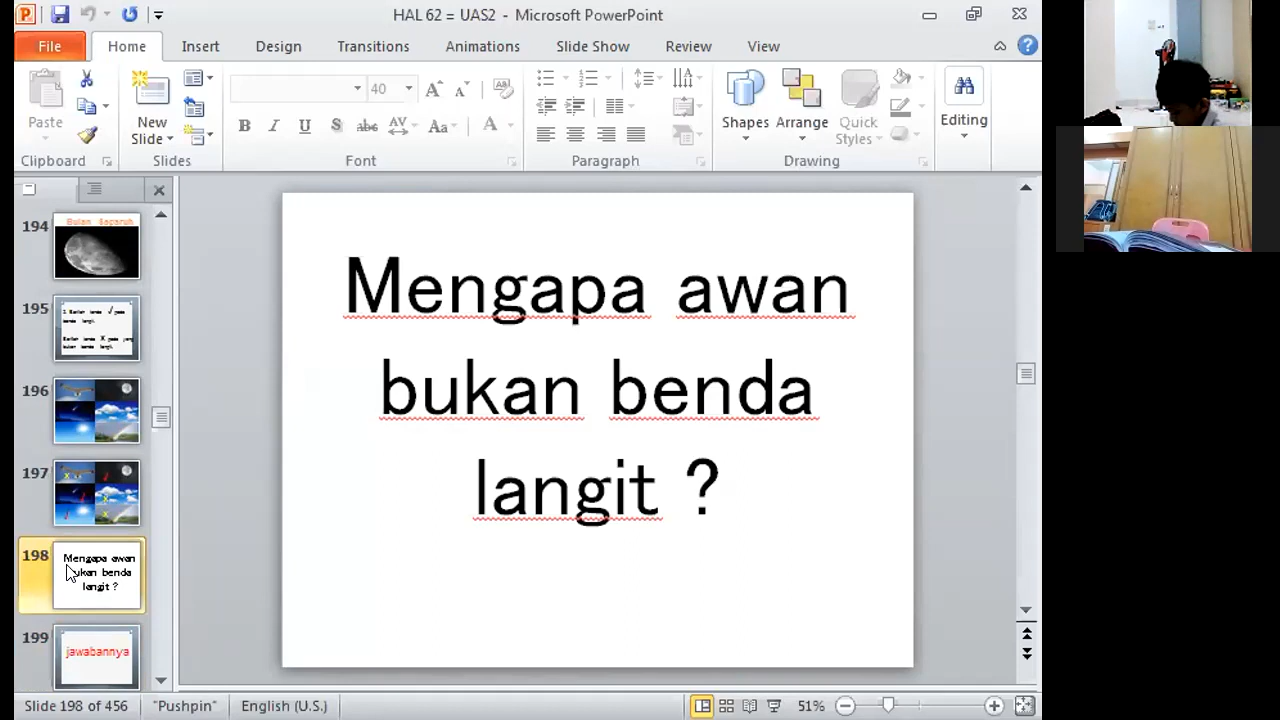 HAL 62 = UAS2 - Microsoft PowerPoint
File Home Insert Design Transitions Animations Slide Show Review View
Paste
New
Slide
40
Shapes
Arrange
Quick
Styles
Editing
Clipboard
Slides
Font
Paragraph
Drawing
194
Bulan Separuh
195
196
197
198
Mengapa awan
bukan benda
langit ?
199
jawabannya
Mengapa awan
bukan benda
langit ?
Slide 198 of 456
"Pushpin"
English (U.S.)
51%